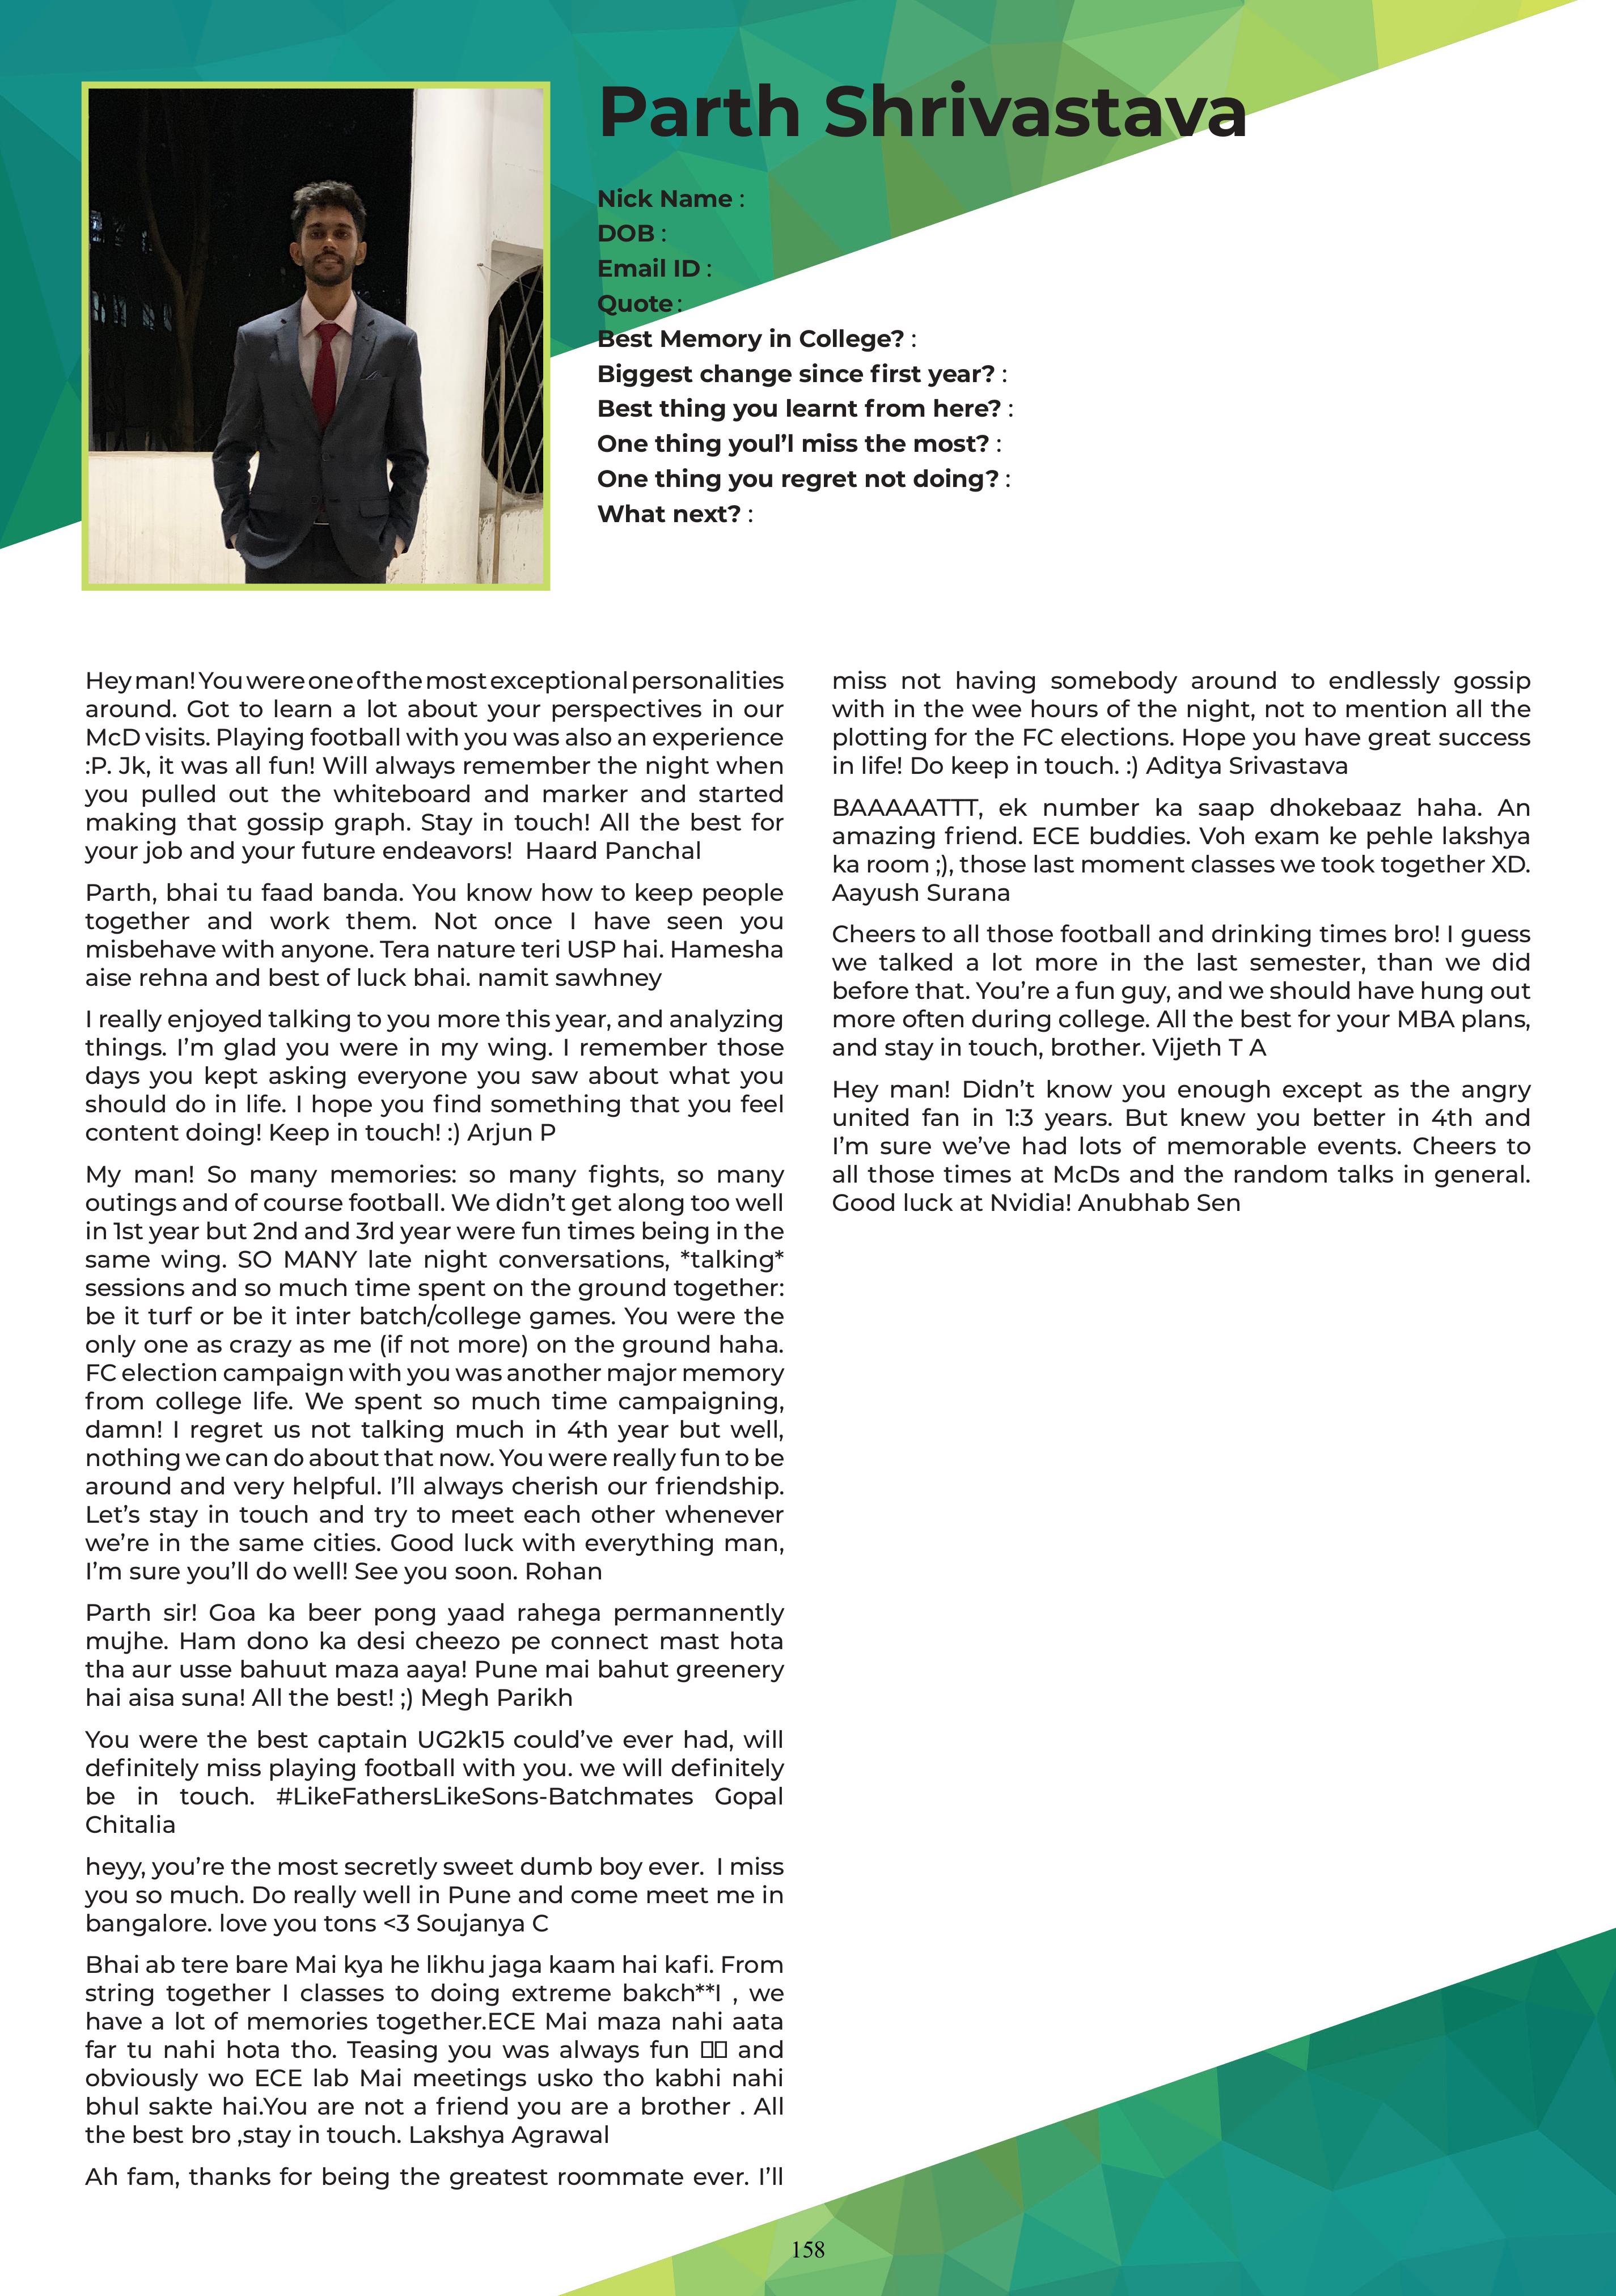 Parth Shrivastava
Nick Name :
DOB :
Email ID :
Quote :
Best Memory in College? :
Biggest change since first year? :
Best thing you learnt from here? :
One thing youl’l miss the most? :
One thing you regret not doing? :
What next? :
Hey man! You were one of the most exceptional personalities
around. Got to learn a lot about your perspectives in our
McD visits. Playing football with you was also an experience
:P. Jk, it was all fun! Will always remember the night when
you pulled out the whiteboard and marker and started
making that gossip graph. Stay in touch! All the best for
your job and your future endeavors!  Haard Panchal
Parth, bhai tu faad banda. You know how to keep people
together and work them. Not once I have seen you
misbehave with anyone. Tera nature teri USP hai. Hamesha
aise rehna and best of luck bhai. namit sawhney
I really enjoyed talking to you more this year, and analyzing
things. I’m glad you were in my wing. I remember those
days you kept asking everyone you saw about what you
should do in life. I hope you find something that you feel
content doing! Keep in touch! :) Arjun P
My man! So many memories: so many fights, so many
outings and of course football. We didn’t get along too well
in 1st year but 2nd and 3rd year were fun times being in the
same wing. SO MANY late night conversations, *talking*
sessions and so much time spent on the ground together:
be it turf or be it inter batch/college games. You were the
only one as crazy as me (if not more) on the ground haha.
FC election campaign with you was another major memory
from college life. We spent so much time campaigning,
damn! I regret us not talking much in 4th year but well,
nothing we can do about that now. You were really fun to be
around and very helpful. I’ll always cherish our friendship.
Let’s stay in touch and try to meet each other whenever
we’re in the same cities. Good luck with everything man,
I’m sure you’ll do well! See you soon. Rohan
Parth sir! Goa ka beer pong yaad rahega permannently
mujhe. Ham dono ka desi cheezo pe connect mast hota
tha aur usse bahuut maza aaya! Pune mai bahut greenery
hai aisa suna! All the best! ;) Megh Parikh
You were the best captain UG2k15 could’ve ever had, will
definitely miss playing football with you. we will definitely
be in touch. #LikeFathersLikeSons-Batchmates Gopal
Chitalia
heyy, you’re the most secretly sweet dumb boy ever.  I miss
you so much. Do really well in Pune and come meet me in
bangalore. love you tons <3 Soujanya C
Bhai ab tere bare Mai kya he likhu jaga kaam hai kafi. From
string together I classes to doing extreme bakch**I , we
have a lot of memories together.ECE Mai maza nahi aata
far tu nahi hota tho. Teasing you was always fun □□ and
obviously wo ECE lab Mai meetings usko tho kabhi nahi
bhul sakte hai.You are not a friend you are a brother . All
the best bro ,stay in touch. Lakshya Agrawal
Ah fam, thanks for being the greatest roommate ever. I’ll
miss not having somebody around to endlessly gossip
with in the wee hours of the night, not to mention all the
plotting for the FC elections. Hope you have great success
in life! Do keep in touch. :) Aditya Srivastava
BAAAAATTT, ek number ka saap dhokebaaz haha. An
amazing friend. ECE buddies. Voh exam ke pehle lakshya
ka room ;), those last moment classes we took together XD.
Aayush Surana
Cheers to all those football and drinking times bro! I guess
we talked a lot more in the last semester, than we did
before that. You’re a fun guy, and we should have hung out
more often during college. All the best for your MBA plans,
and stay in touch, brother. Vijeth T A
Hey man! Didn’t know you enough except as the angry
united fan in 1:3 years. But knew you better in 4th and
I’m sure we’ve had lots of memorable events. Cheers to
all those times at McDs and the random talks in general.
Good luck at Nvidia! Anubhab Sen
158